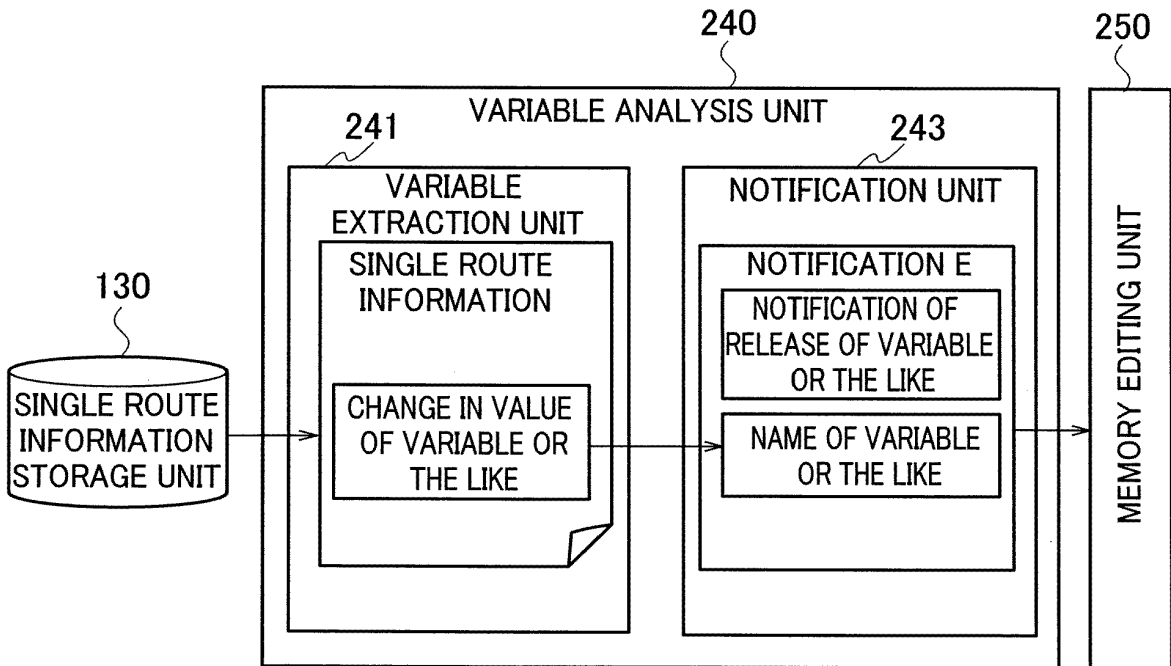 240
250
VARIABLE ANALYSIS UNIT
241
243
VARIABLE
EXTRACTION UNIT
NOTIFICATION UNIT
SINGLE ROUTE
INFORMATION
NOTIFICATION E
130
NOTIFICATION OF
RELEASE OF VARIABLE
OR THE LIKE
SINGLE ROUTE
INFORMATION
STORAGE UNIT
CHANGE IN VALUE
OF VARIABLE OR
THE LIKE
NAME OF VARIABLE
OR THE LIKE
MEMORY EDITING UNIT